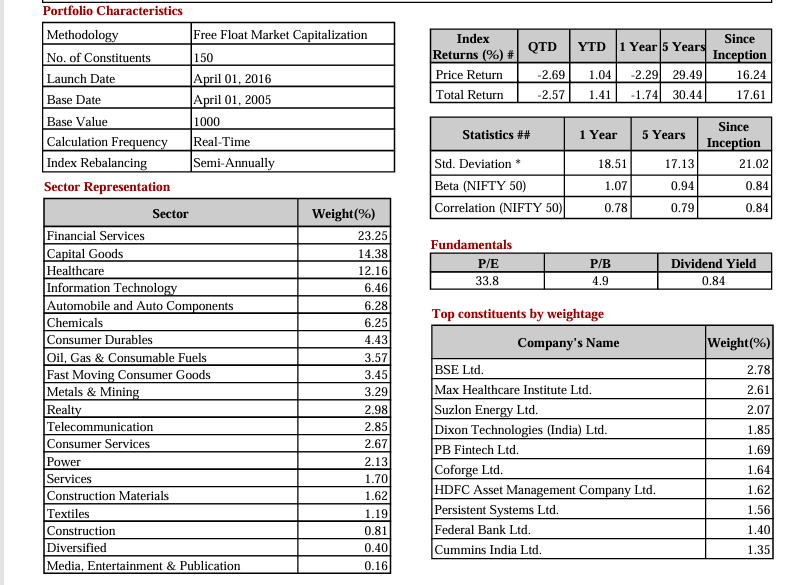 Portfolio Characteristics
Methodology Free Float Market Capitalization
No. of Constituents 150
Launch Date April 01, 2016
Base Date April 01, 2005
Base Value 1000
Calculation Frequency Real-Time
Index Rebalancing Semi-Annually
Sector Representation
Sector Weight(%)
Financial Services 23.25
Capital Goods 14.38
Healthcare 12.16
Information Technology 6.46
Automobile and Auto Components 6.28
Chemicals 6.25
Consumer Durables 4.43
Oil, Gas & Consumable Fuels 3.57
Fast Moving Consumer Goods 3.45
Metals & Mining 3.29
Realty 2.98
Telecommunication 2.85
Consumer Services 2.67
Power 2.13
Services 1.70
Construction Materials 1.62
Textiles 1.19
Construction 0.81
Diversified 0.40
Media, Entertainment & Publication 0.16
Index Returns (%) # QTD YTD 1 Year 5 Years Since Inception
Price Return -2.69 1.04 -2.29 29.49 16.24
Total Return -2.57 1.41 -1.74 30.44 17.61
Statistics ## 1 Year 5 Years Since Inception
Std. Deviation * 18.51 17.13 21.02
Beta (NIFTY 50) 1.07 0.94 0.84
Correlation (NIFTY 50) 0.78 0.79 0.84
Fundamentals
P/E P/B Dividend Yield
33.8 4.9 0.84
Top constituents by weightage
Company's Name Weight(%)
BSE Ltd. 2.78
Max Healthcare Institute Ltd. 2.61
Suzlon Energy Ltd. 2.07
Dixon Technologies (India) Ltd. 1.85
PB Fintech Ltd. 1.69
Coforge Ltd. 1.64
HDFC Asset Management Company Ltd. 1.62
Persistent Systems Ltd. 1.56
Federal Bank Ltd. 1.40
Cummins India Ltd. 1.35